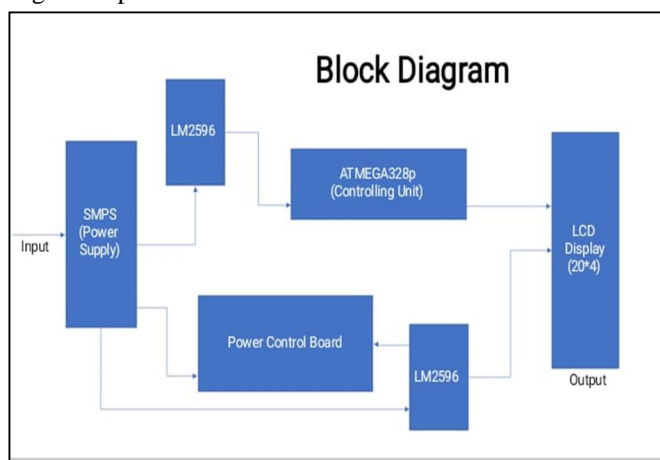 Block Diagram
LM2596
ATMEGA328p
(Controlling Unit)
SMPS
(Power
Supply)
Input
LCD
Display
(20*4)
Power Control Board
LM2596
Output